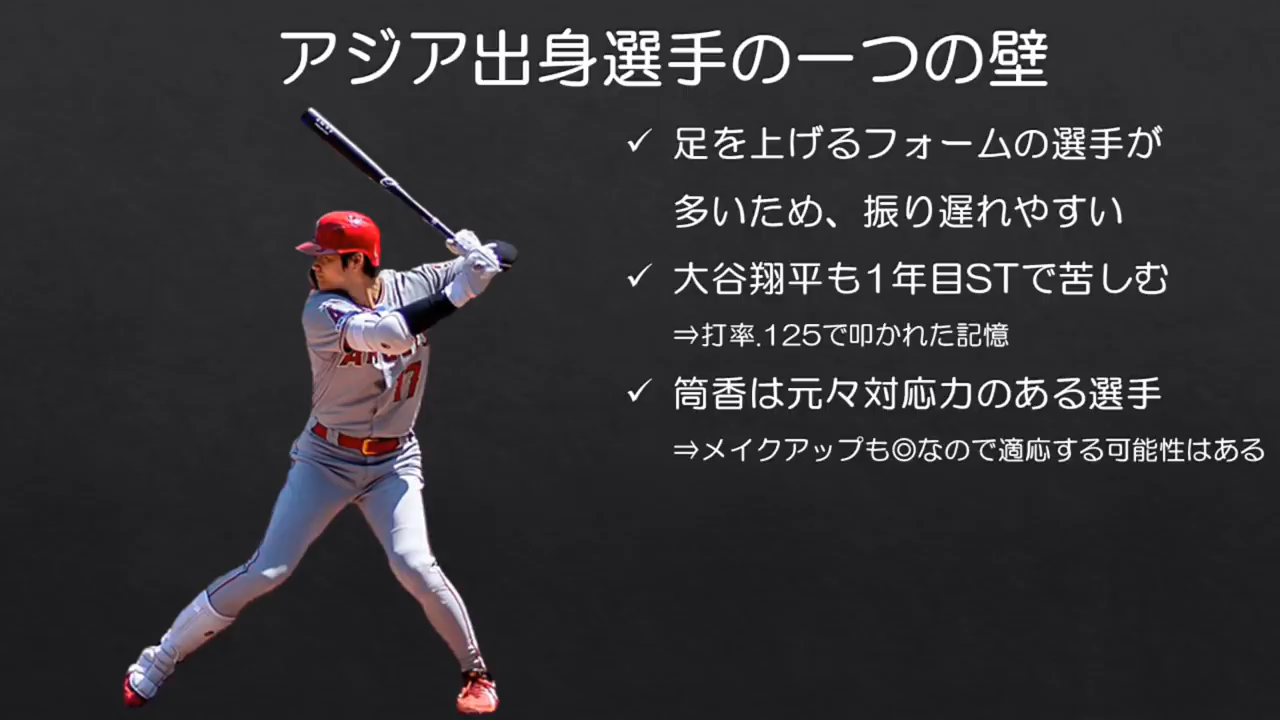 アジア出身選手の一つの壁
✓ 足を上げるフォームの選手が
多いため、振り遅れやすい
✓ 大谷翔平も1年目STで苦しむ
⇒打率.125で叩かれた記憶
✓ 筒香は元々対応力のある選手
⇒メイクアップも◎なので適応する可能性はある
17